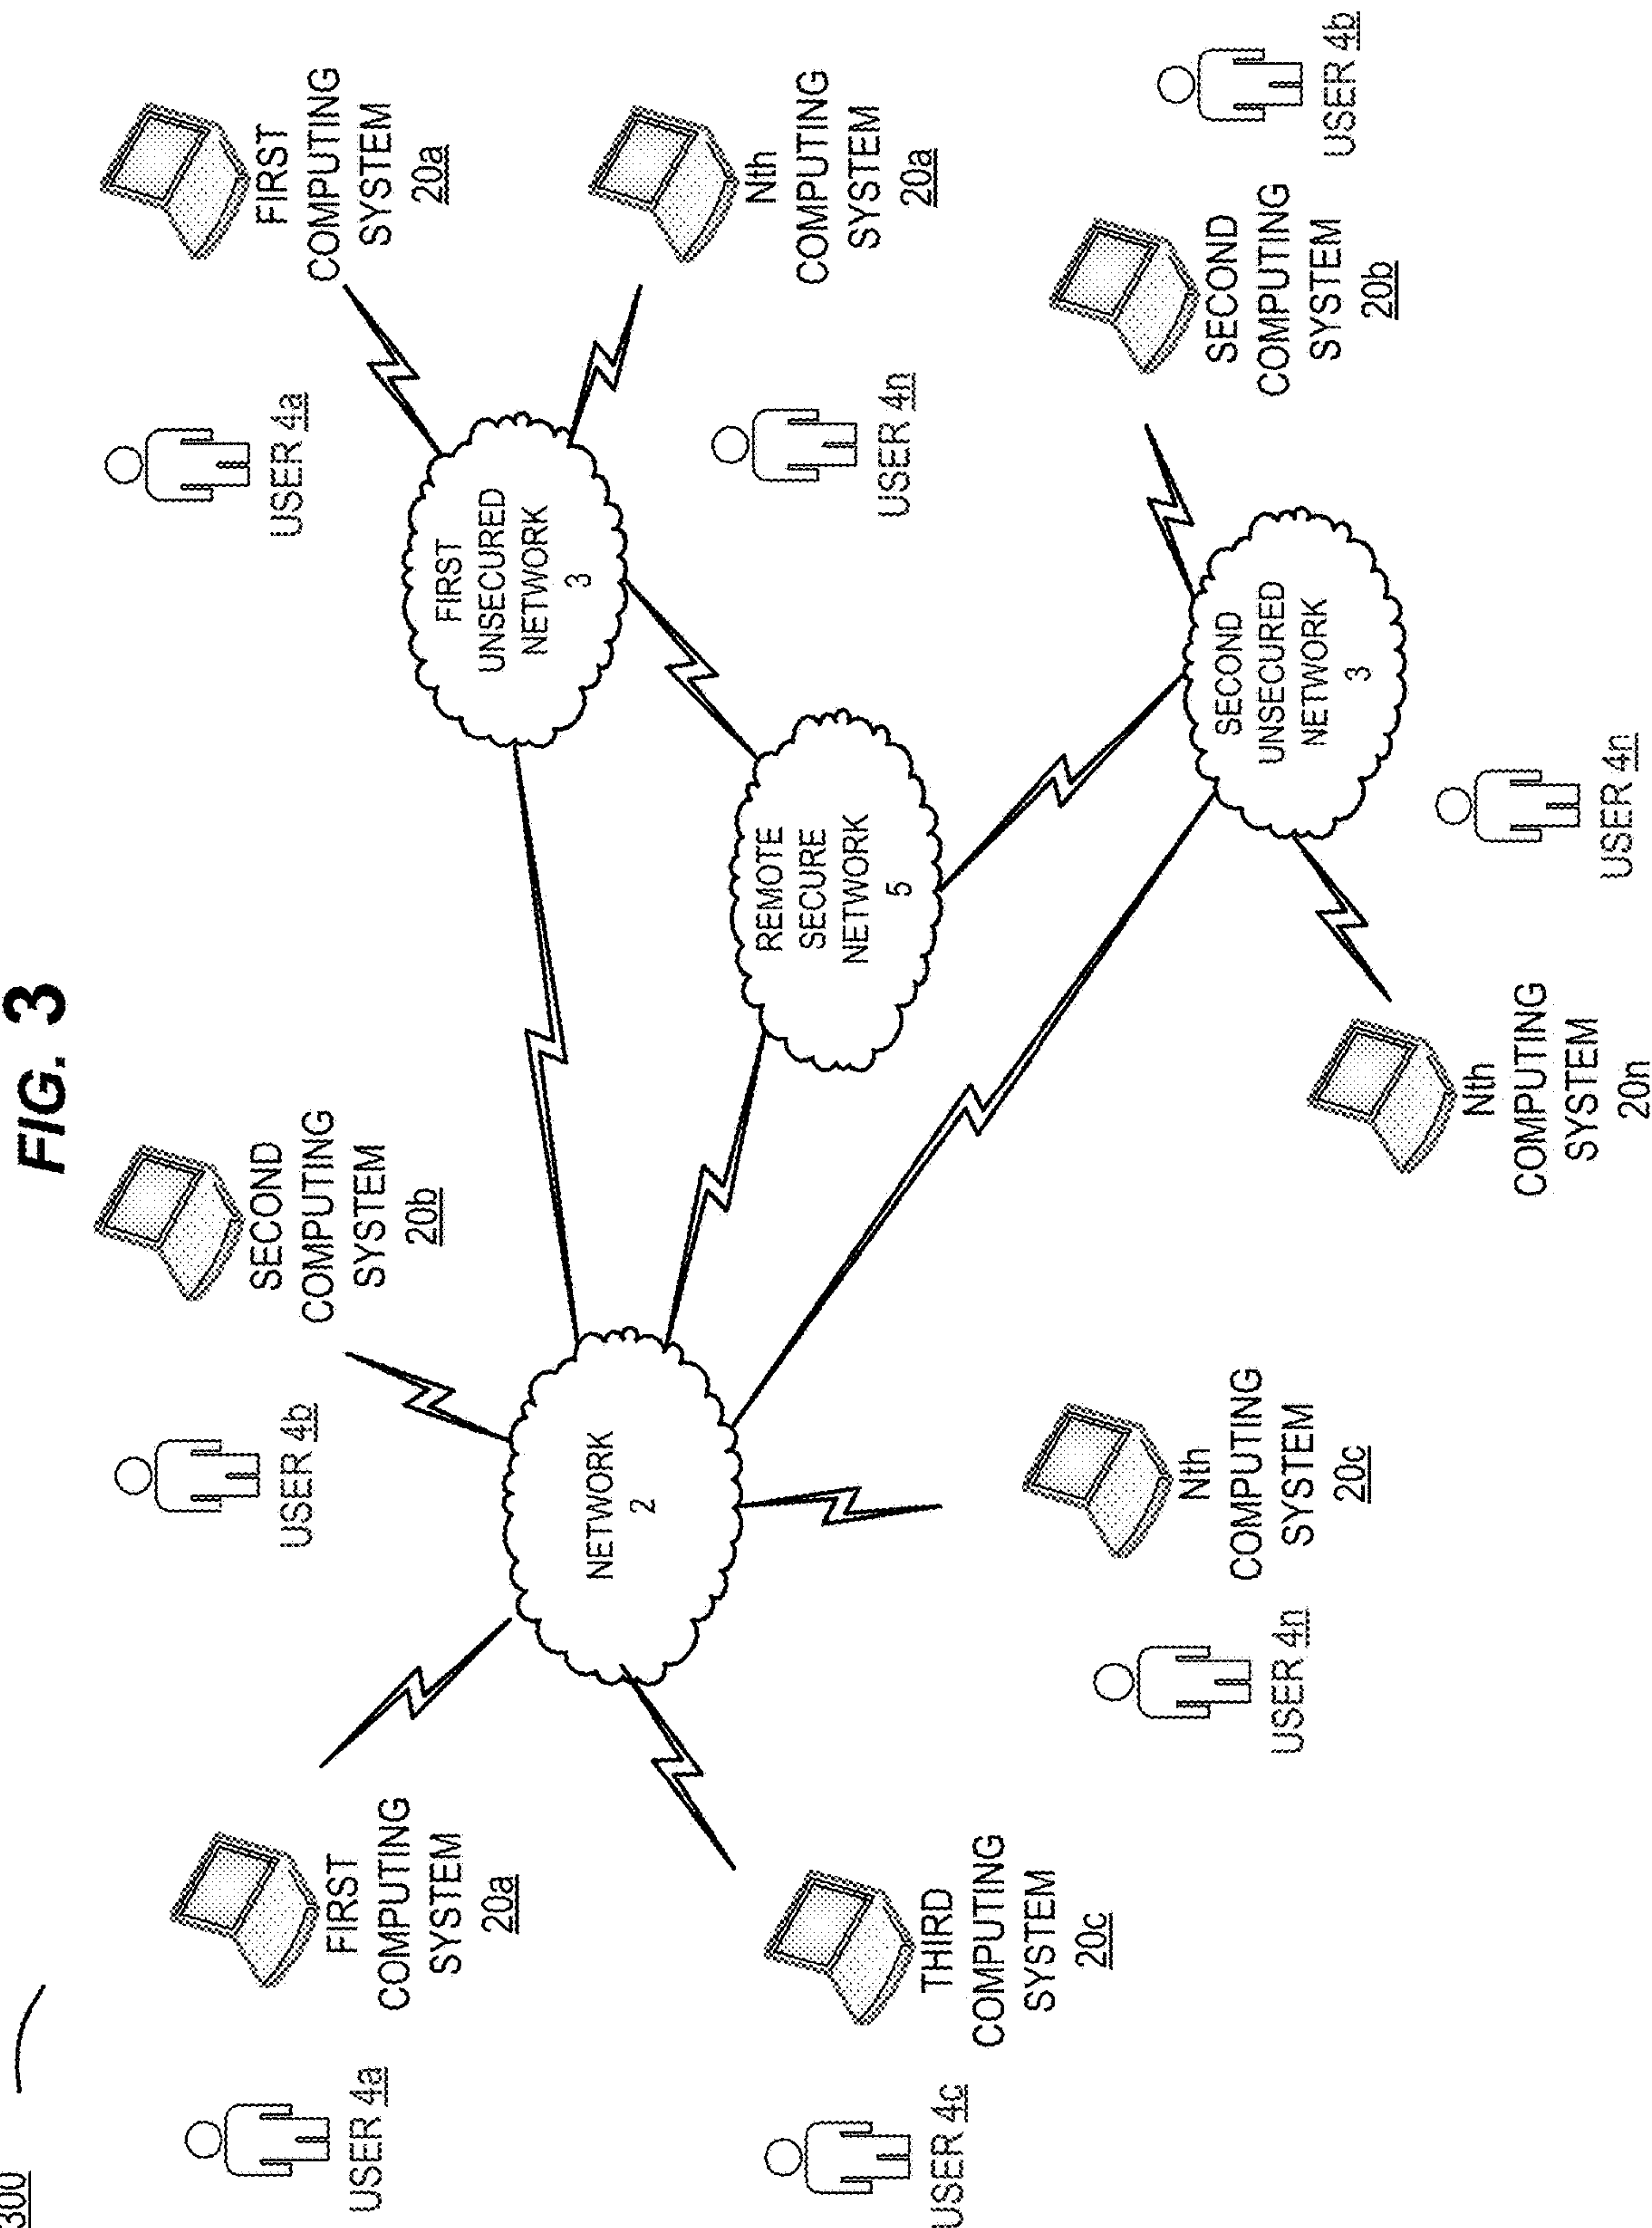 300
FIG. 3
USER 4a
FIRST
COMPUTING
SYSTEM
20a
USER 4b
SECOND
COMPUTING
SYSTEM
20b
USER 4c
THIRD
COMPUTING
SYSTEM
20c
NETWORK
2
USER 4n
Nth
COMPUTING
SYSTEM
20c
REMOTE
SECURE
NETWORK
5
FIRST
UNSECURED
NETWORK
3
USER 4a
FIRST
COMPUTING
SYSTEM
20a
USER 4n
Nth
COMPUTING
SYSTEM
20a
SECOND
UNSECURED
NETWORK
3
SECOND
COMPUTING
SYSTEM
20b
USER 4b
Nth
COMPUTING
SYSTEM
20n
USER 4n